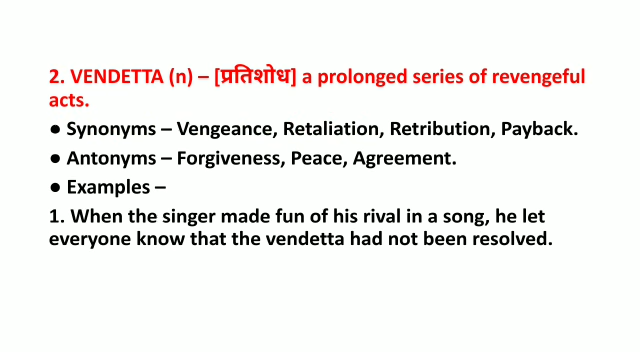 2. VENDETTA (n) – [प्रतिशोध] a prolonged series of revengeful
acts.
● Synonyms – Vengeance, Retaliation, Retribution, Payback.
● Antonyms – Forgiveness, Peace, Agreement.
● Examples –
1. When the singer made fun of his rival in a song, he let
everyone know that the vendetta had not been resolved.